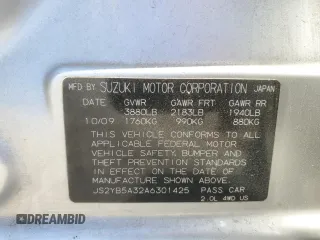 MFD BY SUZUKI MOTOR CORPORATION JAPAN
DATE GVWR GAWR FRT GAWR RR
3880LB 2183LB 1940LB
10/09 1760KG 990KG 880KG
THIS VEHICLE CONFORMS TO ALL
APPLICABLE FEDERAL MOTOR
VEHICLE SAFETY, BUMPER, AND
THEFT PREVENTION STANDARDS IN
EFFECT ON THE DATE OF
MANUFACTURE SHOWN ABOVE.
JS2YB5A32A6301425 PASS CAR
2.0L 4WD US
DRIVEHISTORY.COM